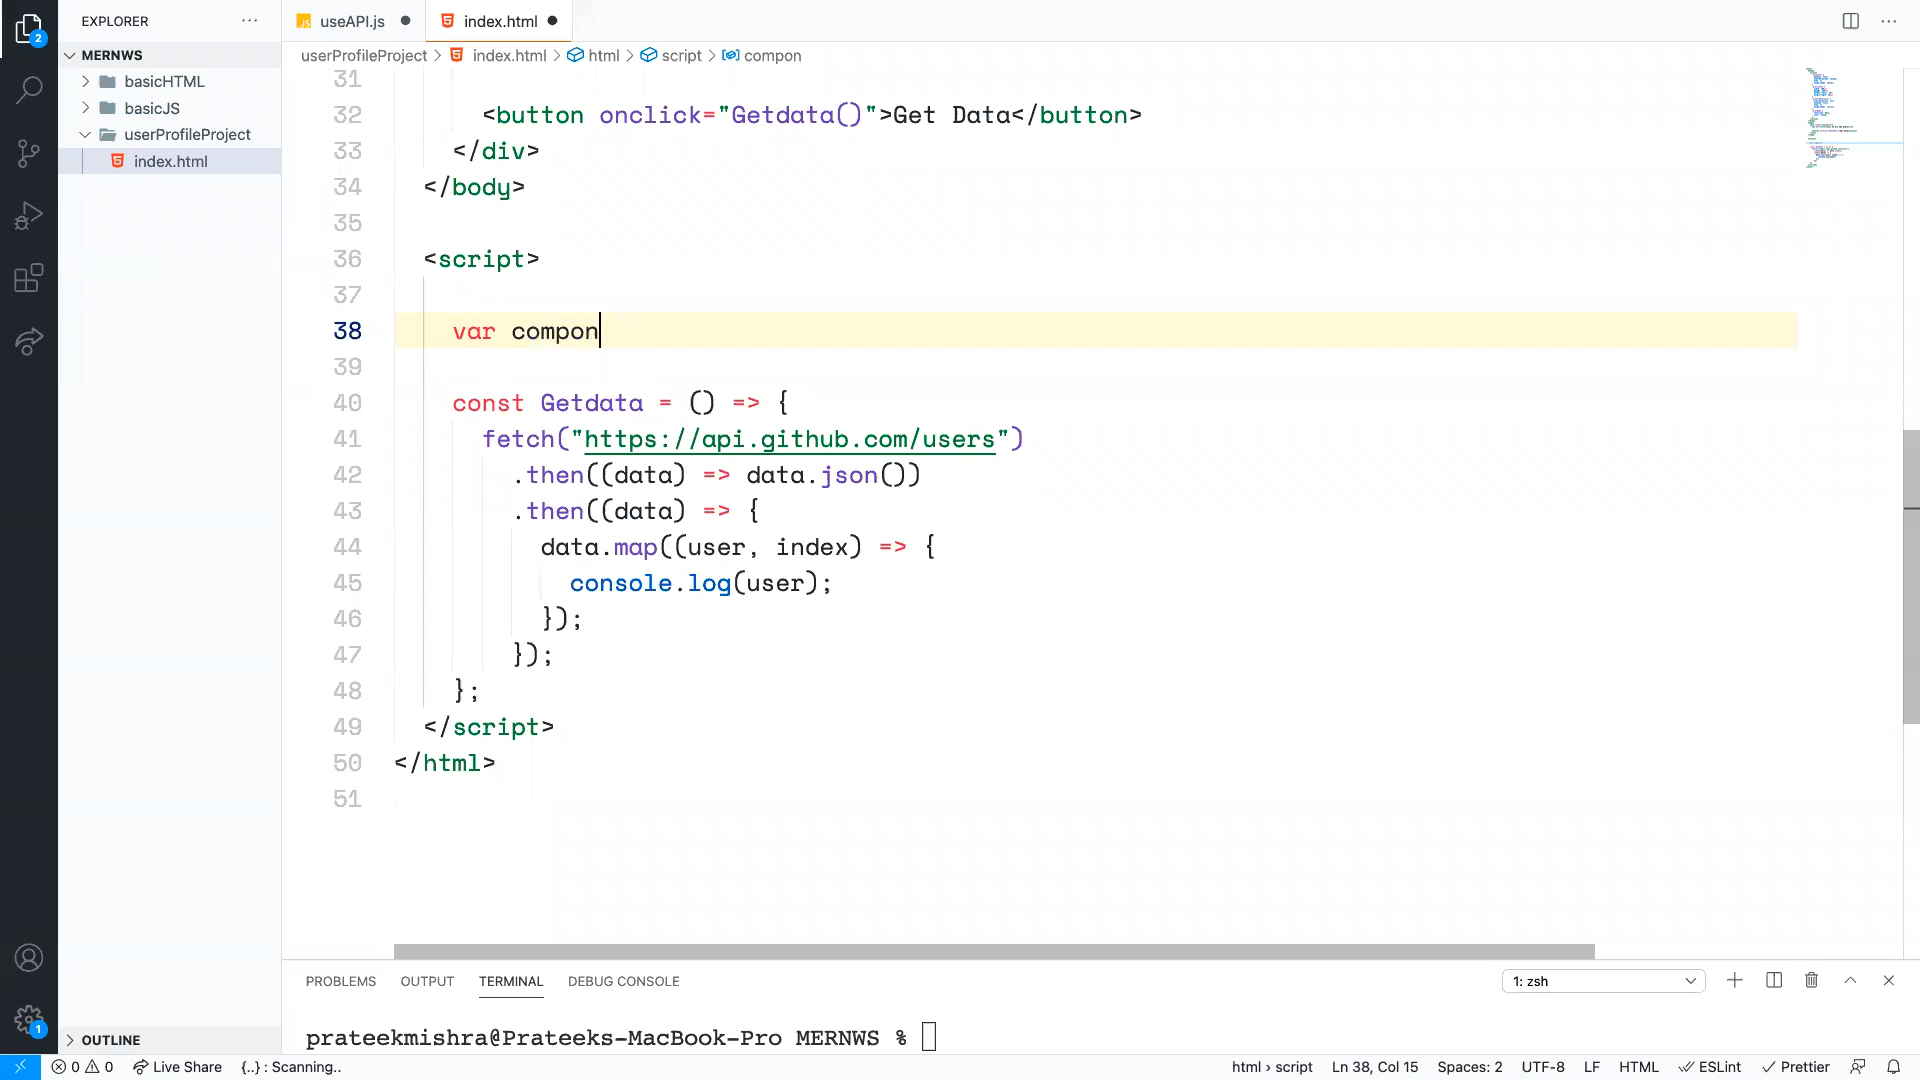 EXPLORER
useAPI.js
index.html
MERNWS
userProfileProject > index.html > html > script > compon
basicHTML
basicJS
userProfileProject
index.html
31
32 <button onclick="Getdata()">Get Data</button>
33 </div>
34 </body>
35
36 <script>
37
38 var compon
39
40 const Getdata = () => {
41 fetch("https://api.github.com/users")
42 .then((data) => data.json())
43 .then((data) => {
44 data.map((user, index) => {
45 console.log(user);
46 });
47 });
48 };
49 </script>
50 </html>
51
PROBLEMS OUTPUT TERMINAL DEBUG CONSOLE
1: zsh
prateekmishra@Prateeks-MacBook-Pro MERNWS %
OUTLINE
2
1
0 0 Live Share {..} : Scanning.. html › script Ln 38, Col 15 Spaces: 2 UTF-8 LF HTML ESLint Prettier